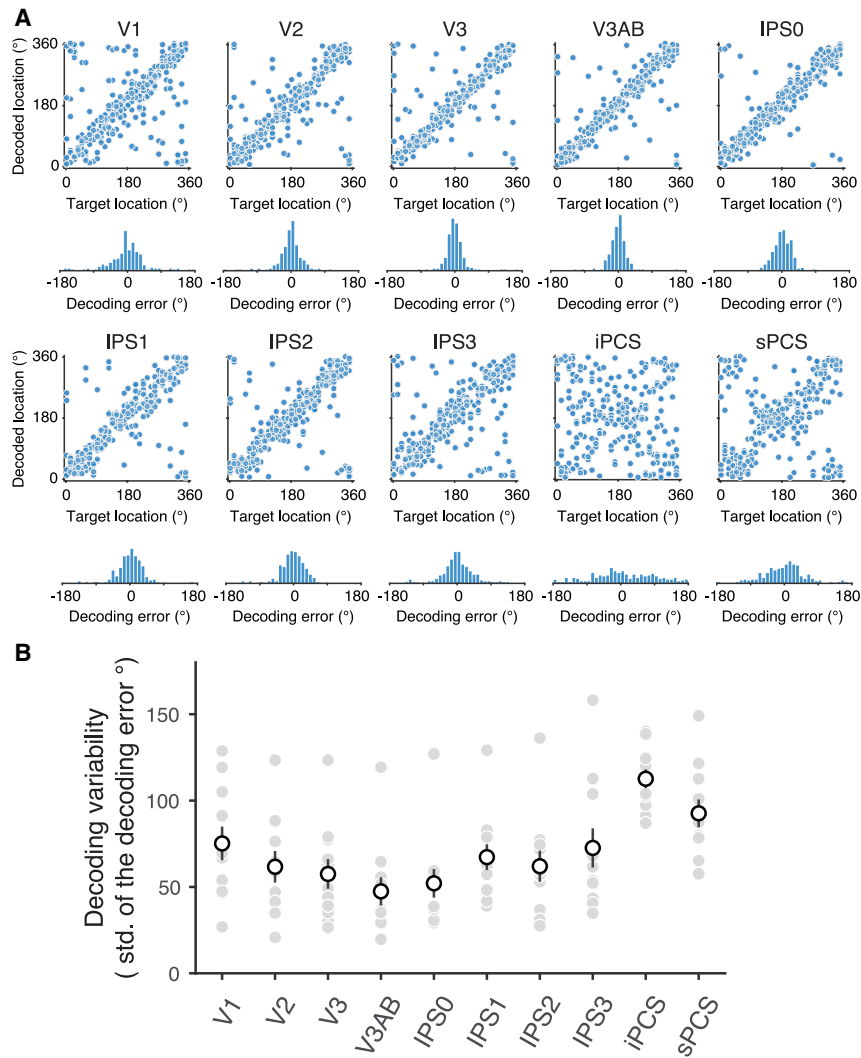 A
V1 V2 V3 V3AB IPS0
Decoded location (°)
360
180
0
0 180 360 0 180 360 0 180 360 0 180 360 0 180 360
Target location (°) Target location (°) Target location (°) Target location (°) Target location (°)
-180 0 180 -180 0 180 -180 0 180 -180 0 180 -180 0 180
Decoding error (°) Decoding error (°) Decoding error (°) Decoding error (°) Decoding error (°)
IPS1 IPS2 IPS3 iPCS sPCS
Decoded location (°)
360
180
0
0 180 360 0 180 360 0 180 360 0 180 360 0 180 360
Target location (°) Target location (°) Target location (°) Target location (°) Target location (°)
-180 0 180 -180 0 180 -180 0 180 -180 0 180 -180 0 180
Decoding error (°) Decoding error (°) Decoding error (°) Decoding error (°) Decoding error (°)
B
Decoding variability
( std. of the decoding error °)
150
100
50
0
V1 V2 V3 V3AB IPS0 IPS1 IPS2 IPS3 iPCS sPCS